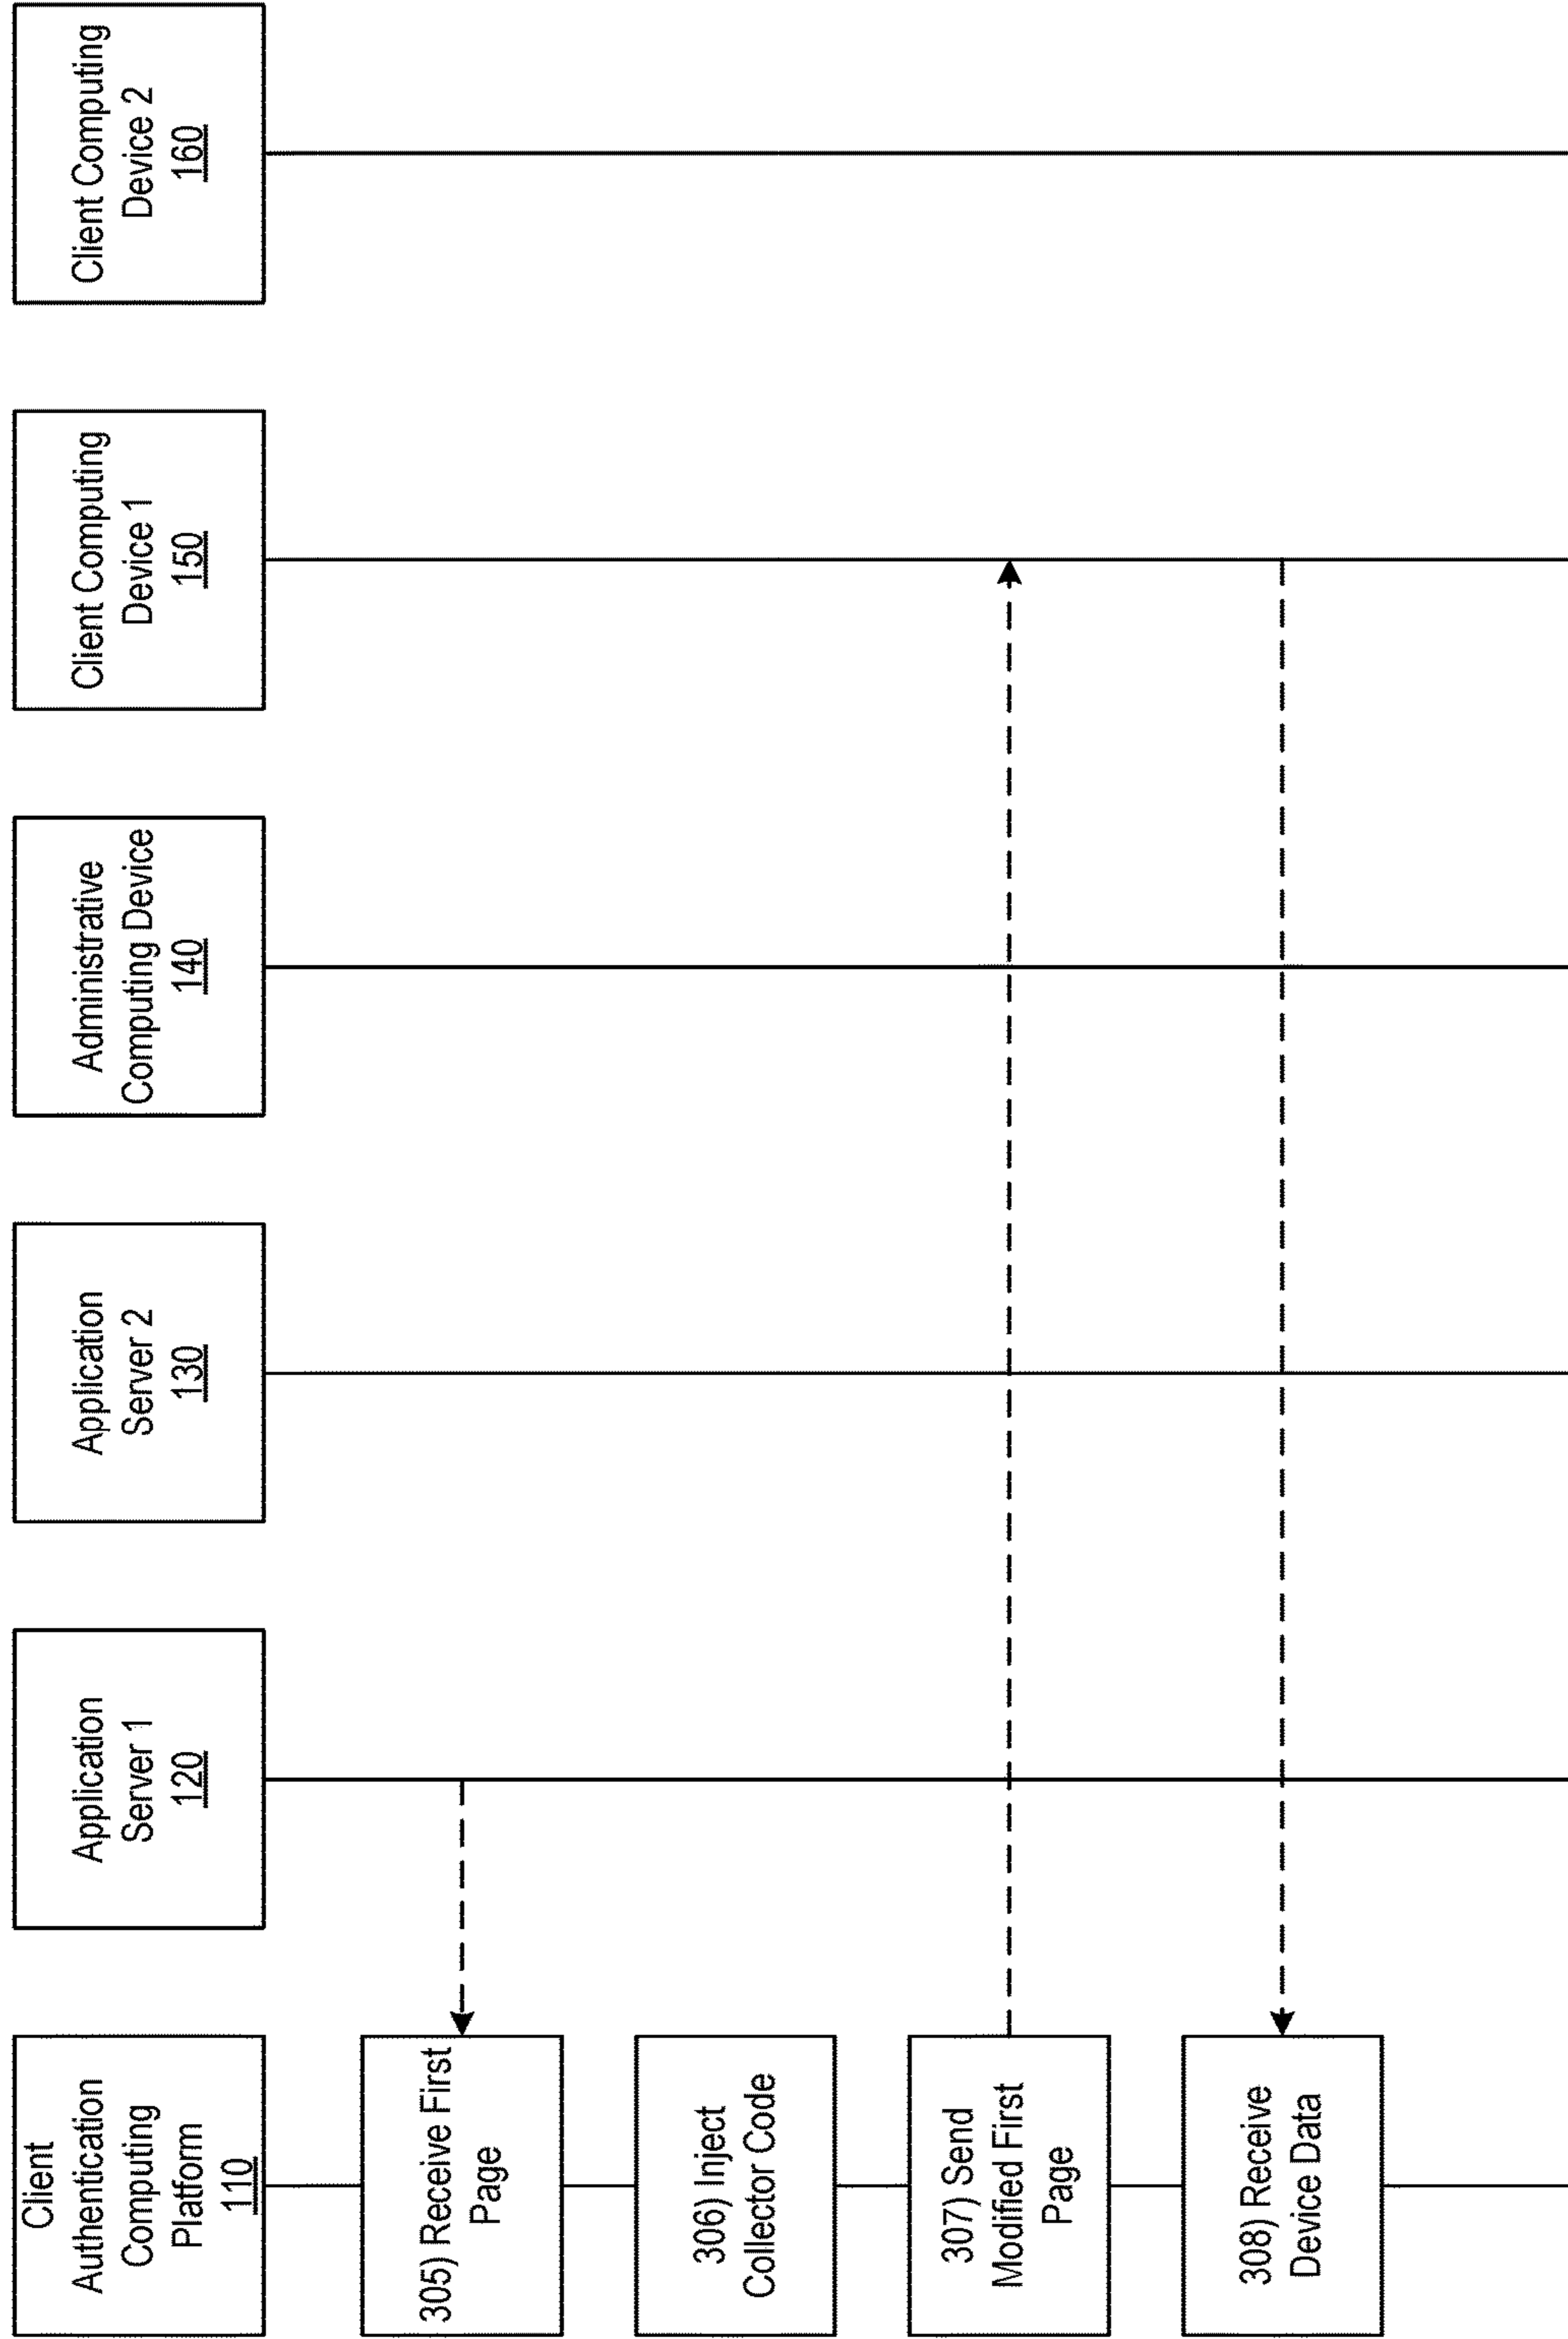 Client
Authentication
Computing
Platform
110
Application
Server 1
120
Application
Server 2
130
Administrative
Computing Device
140
Client Computing
Device 1
150
Client Computing
Device 2
160
305) Receive First
Page
306) Inject
Collector Code
307) Send
Modified First
Page
308) Receive
Device Data